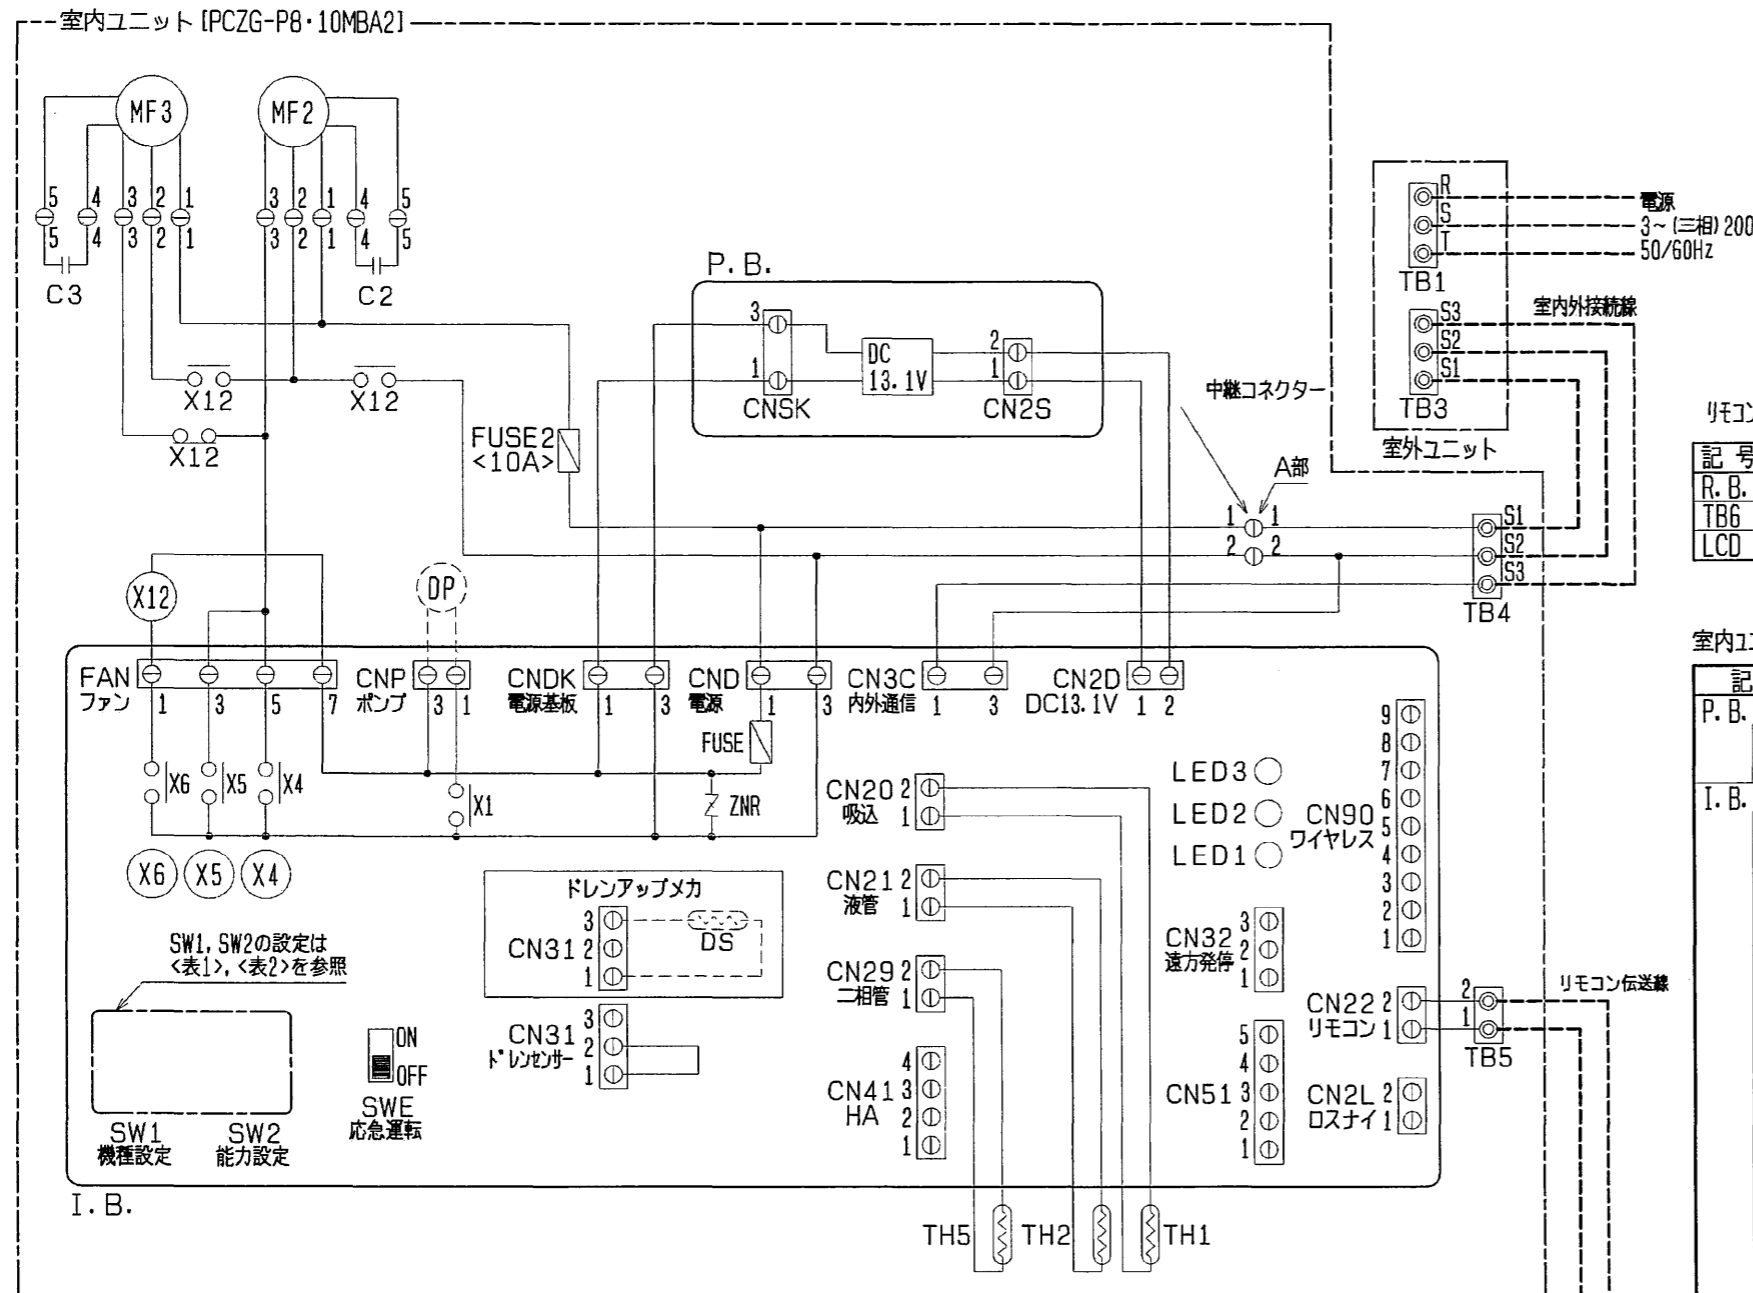 室内ユニット [PCZG-P8·10MBA2]
MF3
MF2
5 4 3 2 1
5 4 3 2 1
3 2 1 4 5
3 2 1 4 5
C3
C2
X12
X12
X12
FUSE2
<10A>
P.B.
3
1
CNSK
DC
13.1V
2
1
CN2S
R
S
T
TB1
電源
3~(三相)200
50/60Hz
S3
S2
S1
TB3
室外ユニット
室内外接続線
中継コネクター
A部
1 1
2 2
S1
S2
S3
TB4
リモコン
記号
R.B.
TB6
LCD
室内ユニ
記
P.B.
I.B.
X12
DP
FAN
ファン
1 3 5 7
CNP
ポンプ
3 1
CNDK
電源基板
1 3
CND
電源
1 3
CN3C
内外通信
1 3
CN2D
DC13.1V
1 2
FUSE
X6
X5
X4
X1
ZNR
X6
X5
X4
CN20
吸込
2
1
CN21
液管
2
1
CN29
二相管
2
1
CN41
HA
4
3
2
1
LED3
LED2
LED1
CN90
ワイヤレス
9
8
7
6
5
4
3
2
1
CN32
遠方発停
3
2
1
CN22
リモコン
2
1
2
1
TB5
リモコン伝送線
CN51
5
4
3
2
1
CN2L
ロスナイ
2
1
ドレンアップメカ
CN31
3
2
1
DS
CN31
ドレンセンサー
3
2
1
SW1,SW2の設定は
<表1>,<表2>を参照
SW1
機種設定
SW2
能力設定
ON
OFF
SWE
応急運転
I.B.
TH5
TH2
TH1